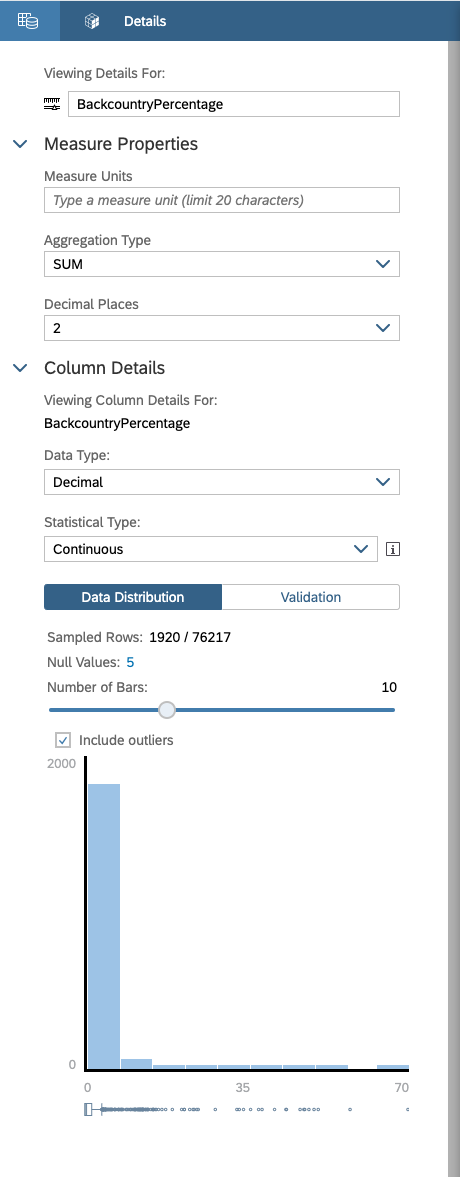 Details
Viewing Details For:
BackcountryPercentage
Measure Properties
Measure Units
Type a measure unit (limit 20 characters)
Aggregation Type
SUM
Decimal Places
2
Column Details
Viewing Column Details For:
BackcountryPercentage
Data Type:
Decimal
Statistical Type:
Continuous
Data Distribution Validation
Sampled Rows: 1920 / 76217
Null Values: 5
Number of Bars: 10
Include outliers
2000
0
0 35 70